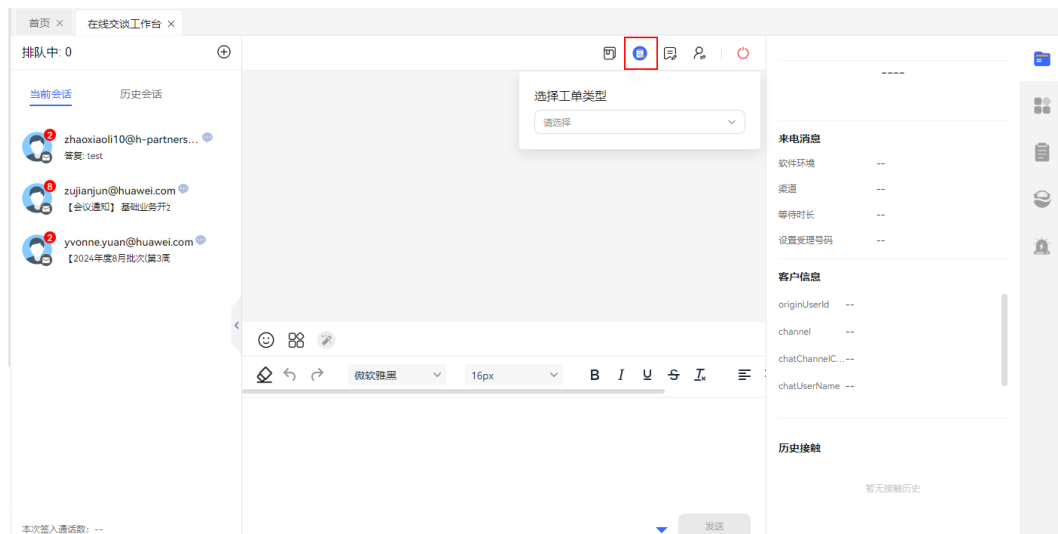 首页 ×
在线交谈工作台 ×
排队中: 0
当前会话
历史会话
2
zhaoxiaoli10@h-partners...
答复: test
8
zujianjun@huawei.com
【会议通知】 基础业务开发
2
yvonne.yuan@huawei.com
【2024年度8月批次(第3周
本次签入通话数: --
选择工单类型
请选择
微软雅黑
16px
B I U S T
发送
----
来电消息
软件环境 --
渠道 --
等待时长 --
设置受理号码 --
客户信息
originUserId --
channel --
chatChannelC... --
chatUserName --
历史接触
暂无接触历史